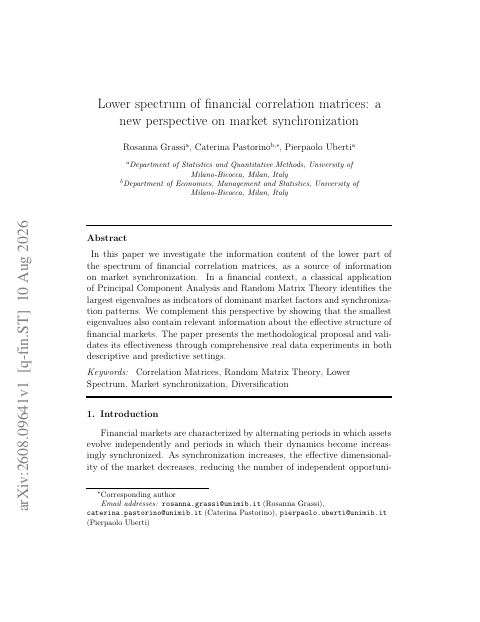 Lower spectrum of financial correlation matrices: a
new perspective on market synchronization
Rosanna Grassiᵃ, Caterina Pastorinoᵇ,*, Pierpaolo Ubertiᵃ
ᵃDepartment of Statistics and Quantitative Methods, University of
Milano-Bicocca, Milan, Italy
ᵇDepartment of Economics, Management and Statistics, University of
Milano-Bicocca, Milan, Italy
Abstract
In this paper we investigate the information content of the lower part of
the spectrum of financial correlation matrices, as a source of information
on market synchronization. In a financial context, a classical application
of Principal Component Analysis and Random Matrix Theory identifies the
largest eigenvalues as indicators of dominant market factors and synchroniza-
tion patterns. We complement this perspective by showing that the smallest
eigenvalues also contain relevant information about the effective structure of
financial markets. The paper presents the methodological proposal and vali-
dates its effectiveness through comprehensive real data experiments in both
descriptive and predictive settings.
Keywords: Correlation Matrices, Random Matrix Theory, Lower
Spectrum, Market synchronization, Diversification
1. Introduction
Financial markets are characterized by alternating periods in which assets
evolve independently and periods in which their dynamics become increas-
ingly synchronized. As synchronization increases, the effective dimensional-
ity of the market decreases, reducing the number of independent opportuni-
*Corresponding author
Email addresses: rosanna.grassi@unimib.it (Rosanna Grassi),
caterina.pastorino@unimib.it (Caterina Pastorino), pierpaolo.uberti@unimib.it
(Pierpaolo Uberti)
arXiv:2608.09641v1 [q-fin.ST] 10 Aug 2026